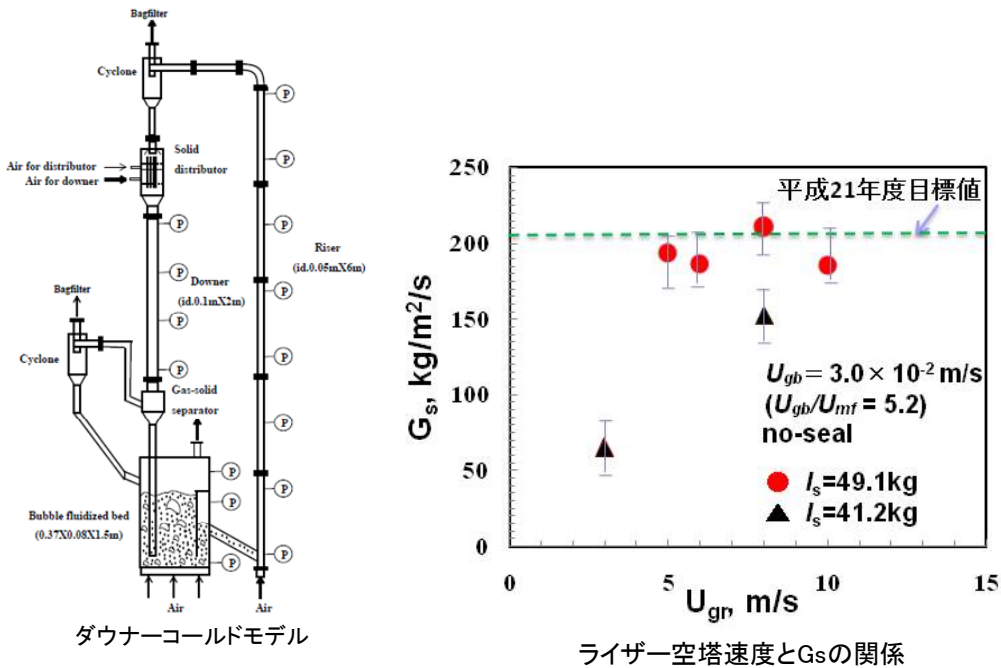 Bagfilter
Cyclone
P
P
P
P
P
P
P
P
Solid
distributor
Air for distributor
Air for downer
P
P
P
P
Riser
(id.0.05mX6m)
Downer
(id.0.1mX2m)
Bagfilter
Cyclone
Gas-solid
separator
P
P
P
Bubble fluidized bed
(0.37X0.08X1.5m)
Air
Air
ダウナーコールドモデル
250
200
150
100
50
0
Gs, kg/m²/s
平成21年度目標値
Ugb = 3.0 × 10⁻² m/s
(Ugb/Umf = 5.2)
no-seal
Is=49.1kg
Is=41.2kg
0
5
10
15
Ugr, m/s
ライザー空塔速度とGsの関係